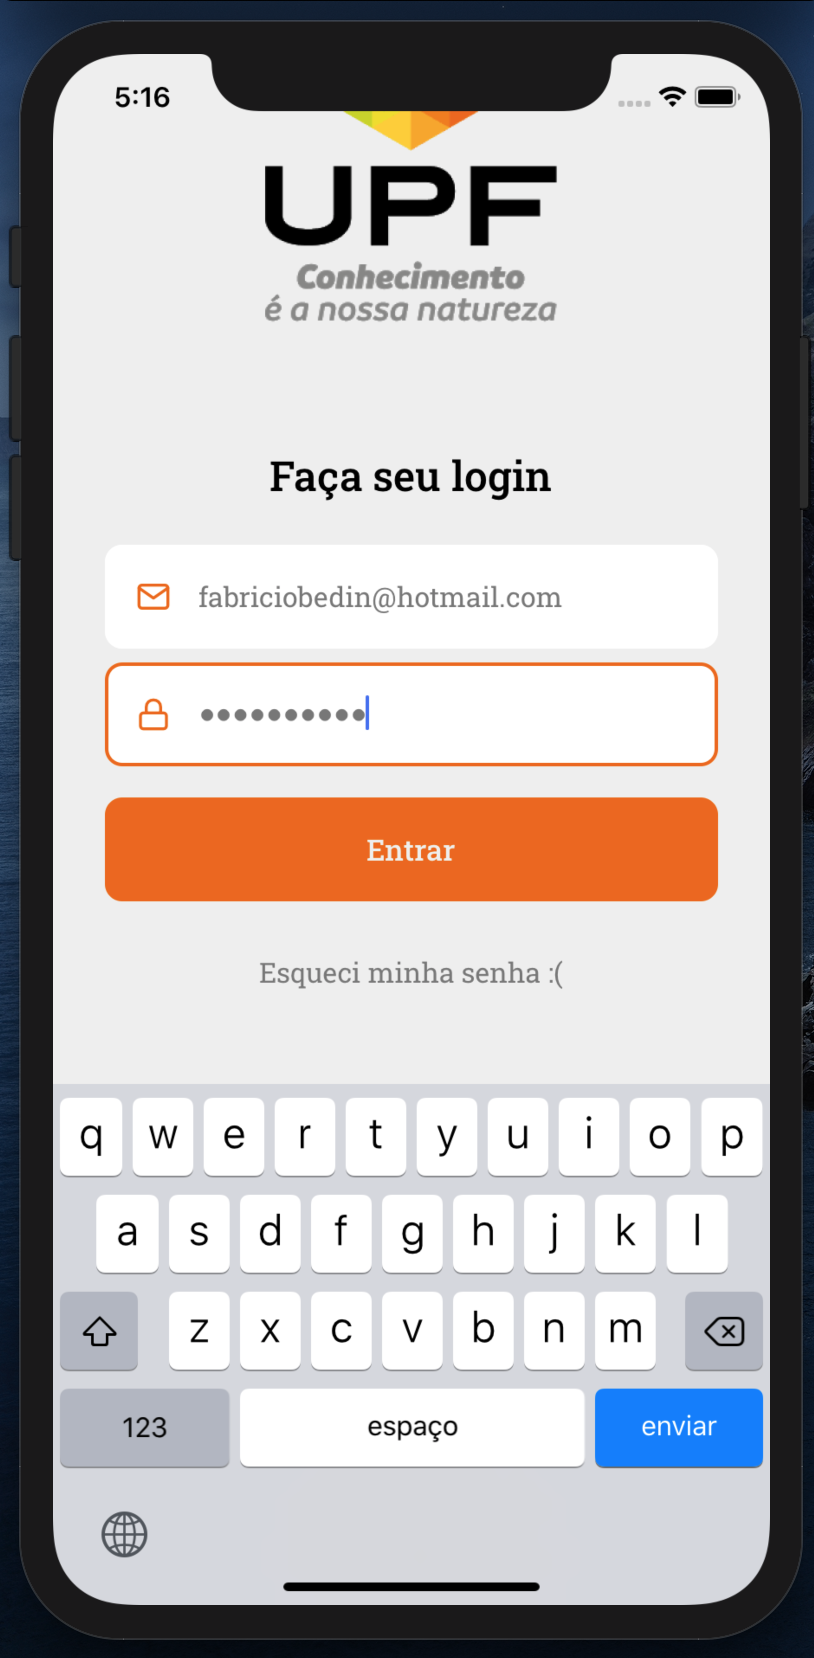 5:16
UPF
Conhecimento
é a nossa natureza
Faça seu login
fabriciobedin@hotmail.com
••••••••••
Entrar
Esqueci minha senha :(
q w e r t y u i o p
a s d f g h j k l
z x c v b n m
123 espaço enviar